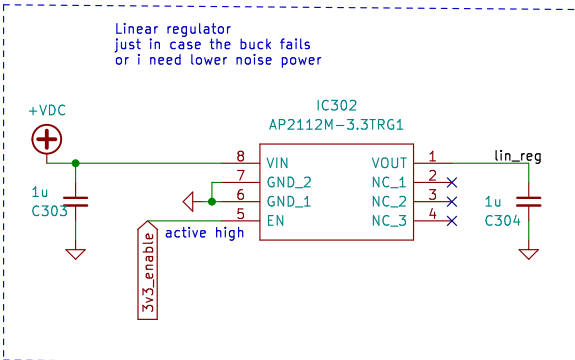 Linear regulator
just in case the buck fails
or i need lower noise power
+VDC
IC302
AP2112M-3.3TRG1
8 VIN VOUT 1 lin_reg
7 GND_2 NC_1 2
6 GND_1 NC_2 3
5 EN NC_3 4
1u
C303
1u
C304
active high
3v3_enable